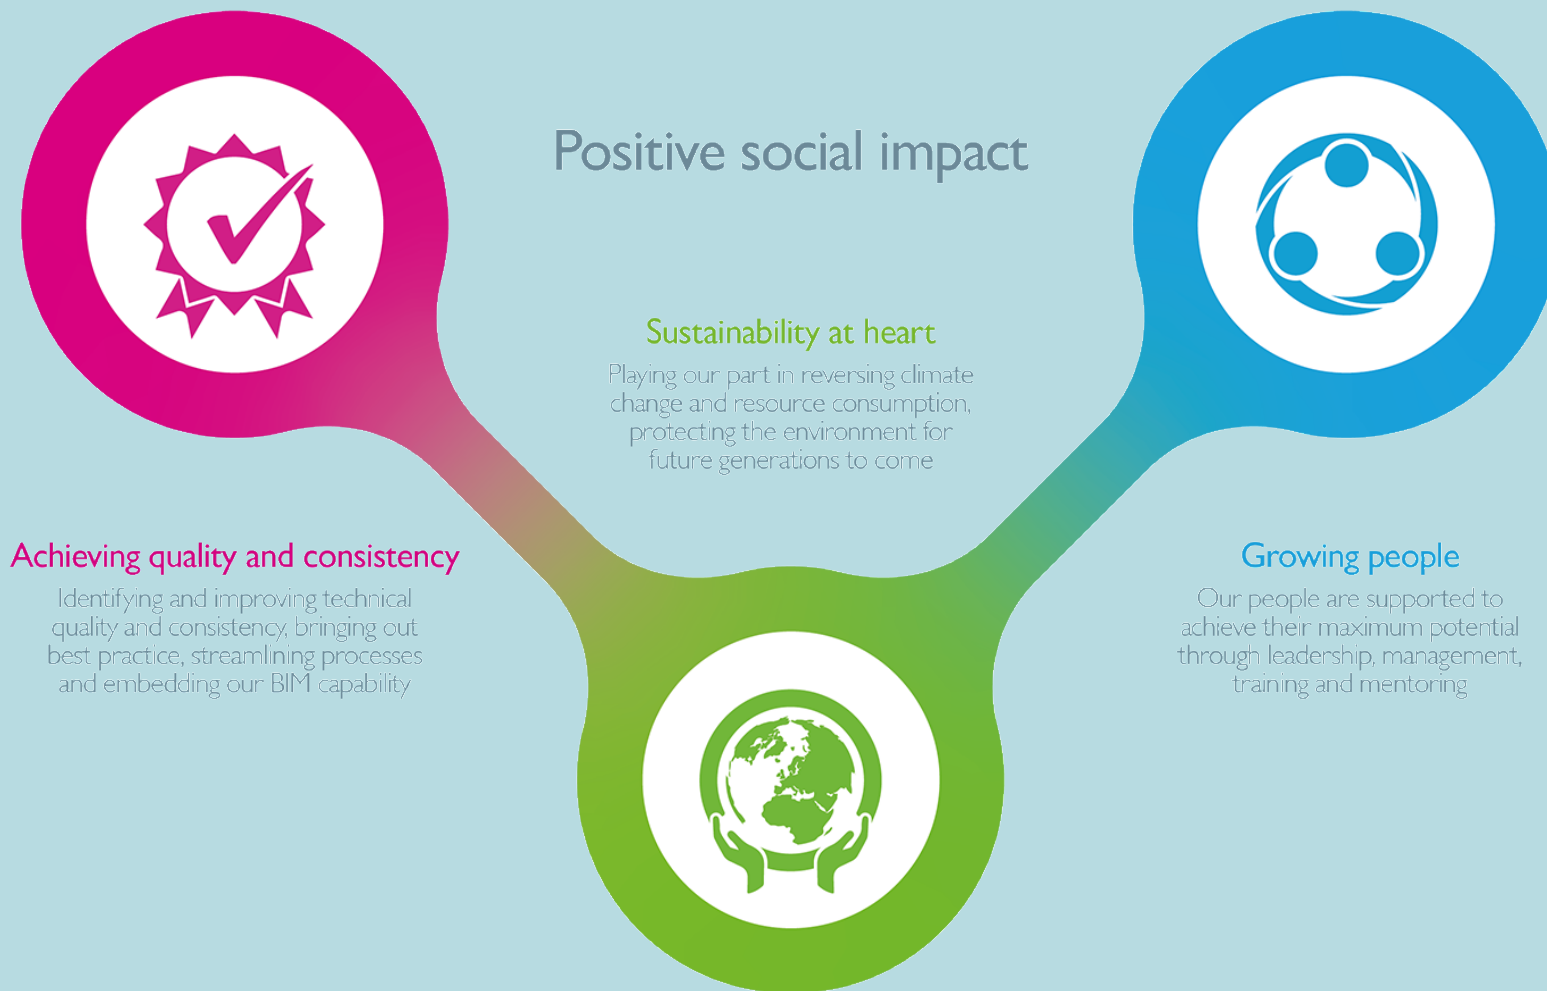 Positive social impact
Sustainability at heart
Playing our part in reversing climate
change and resource consumption,
protecting the environment for
future generations to come
Achieving quality and consistency
Identifying and improving technical
quality and consistency, bringing out
best practice, streamlining processes
and embedding our BIM capability
Growing people
Our people are supported to
achieve their maximum potential
through leadership, management,
training and mentoring